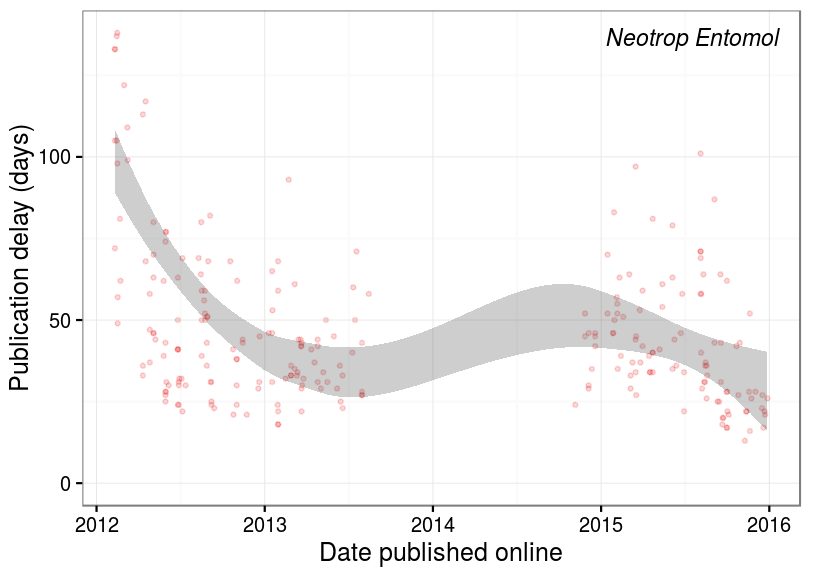 Neotrop Entomol
Publication delay (days)
100
50
0
2012 2013 2014 2015 2016
Date published online